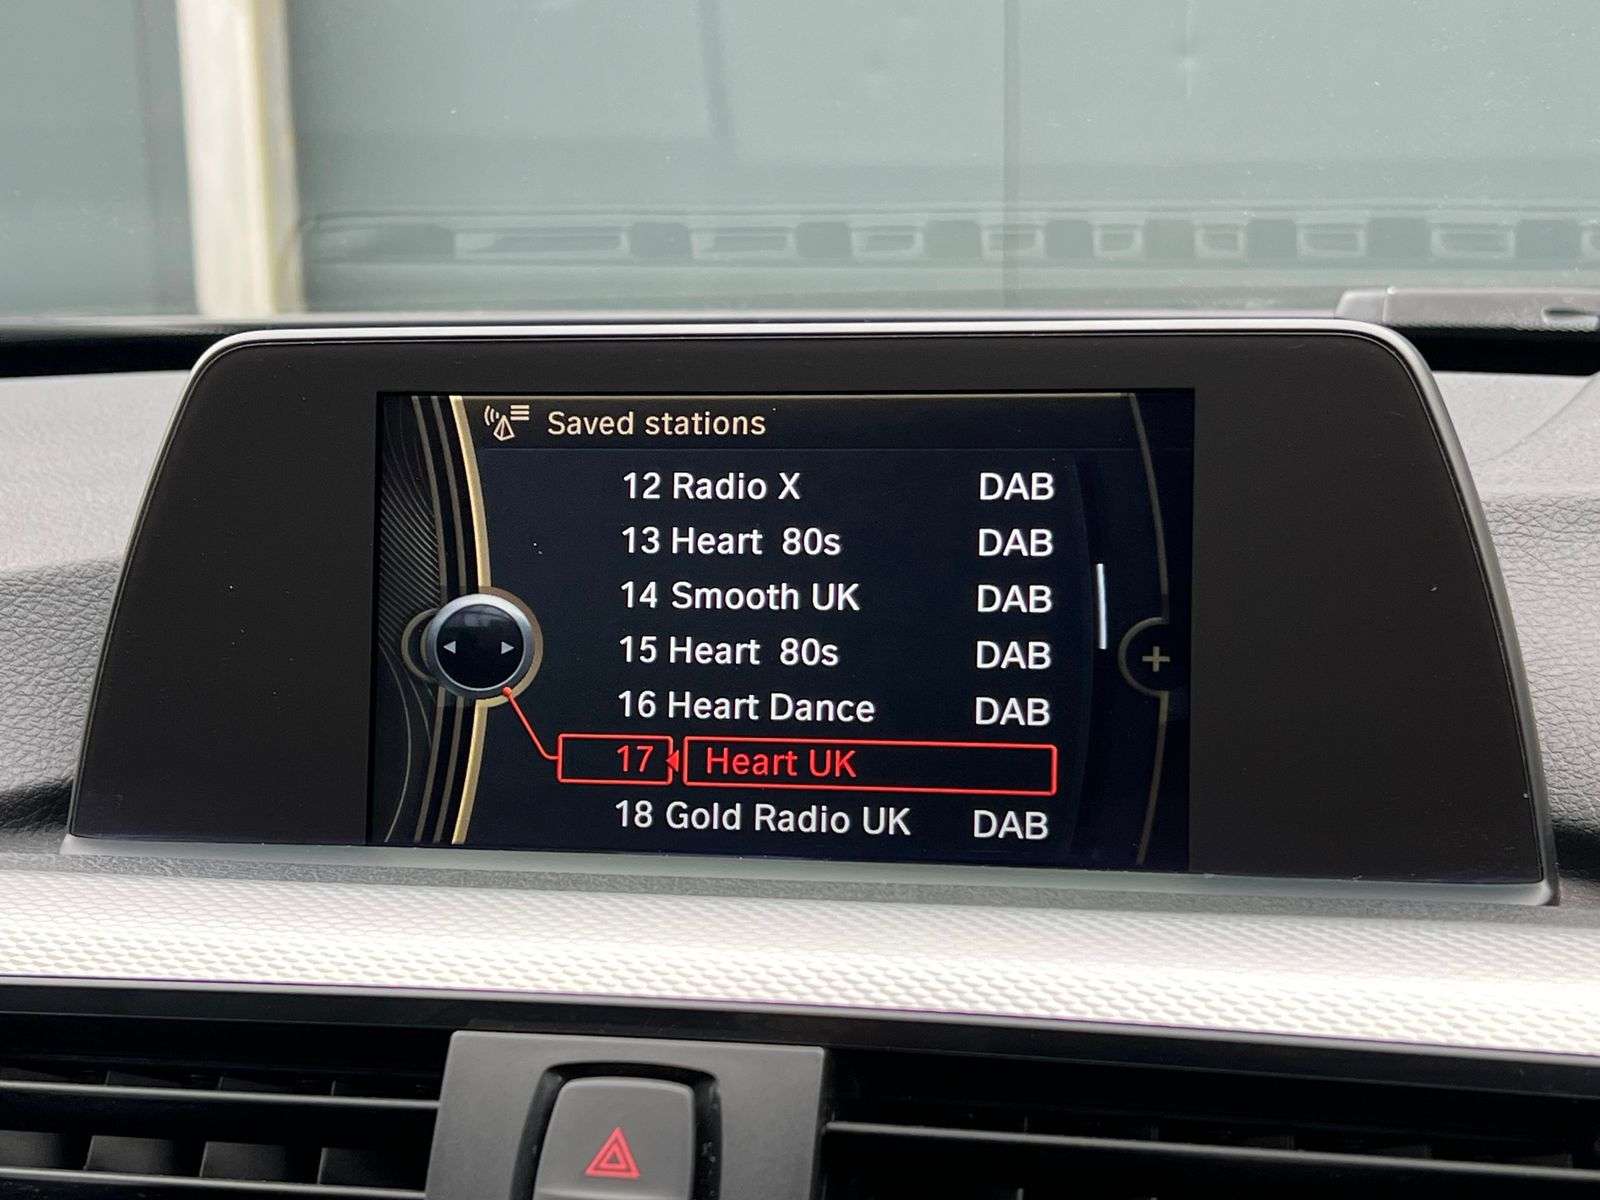 Saved stations
12 Radio X DAB
13 Heart 80s DAB
14 Smooth UK DAB
15 Heart 80s DAB
16 Heart Dance DAB
17 Heart UK
18 Gold Radio UK DAB